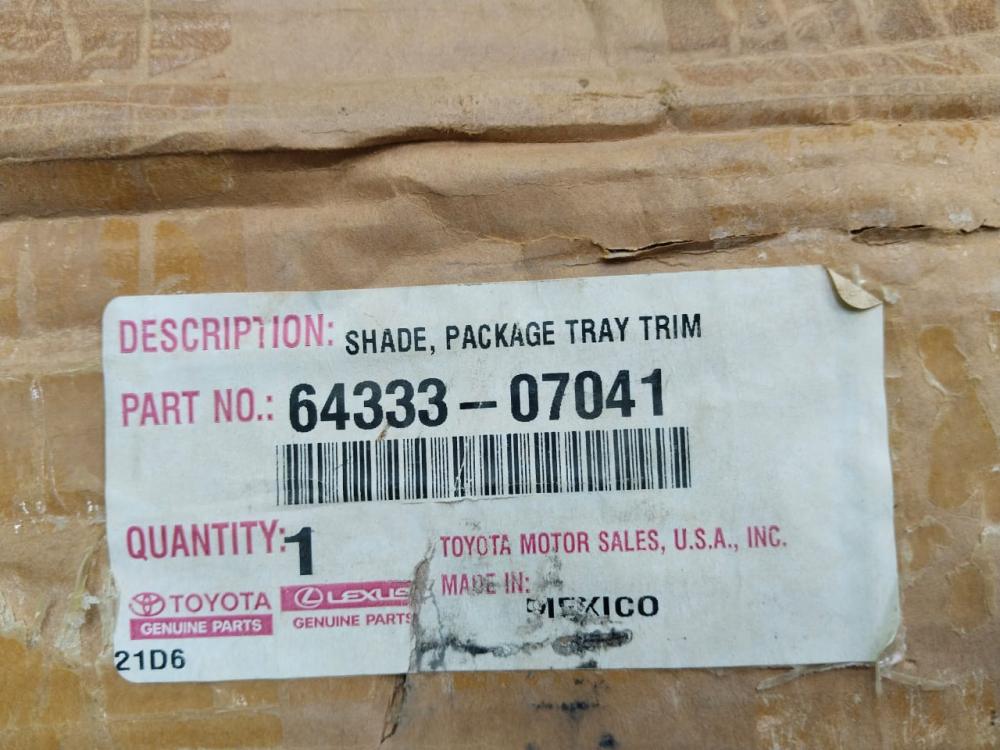 DESCRIPTION: SHADE, PACKAGE TRAY TRIM
PART NO.: 64333-07041
QUANTITY: 1
TOYOTA MOTOR SALES, U.S.A., INC.
MADE IN:
MEXICO
TOYOTA
GENUINE PARTS
LEXUS
GENUINE PARTS
21D6